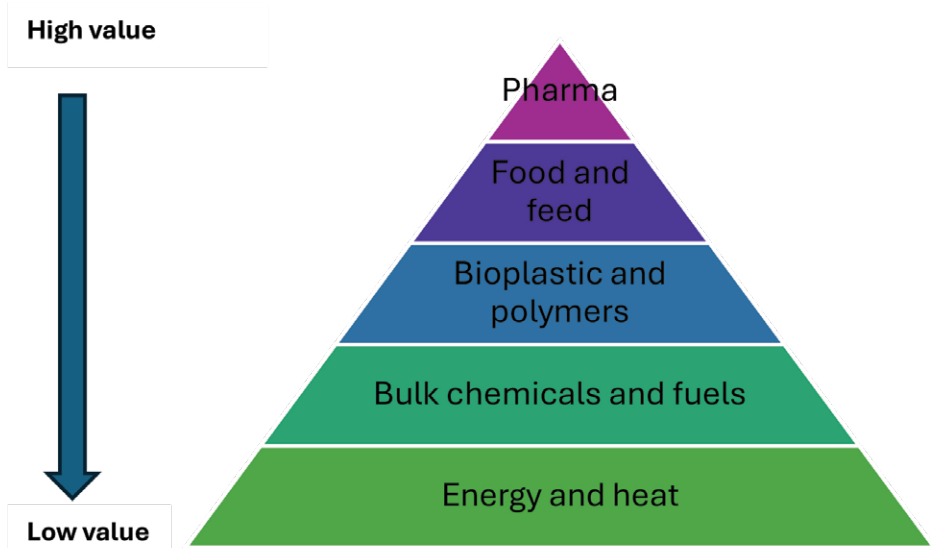 High value
Pharma
Food and
feed
Bioplastic and
polymers
Bulk chemicals and fuels
Energy and heat
Low value